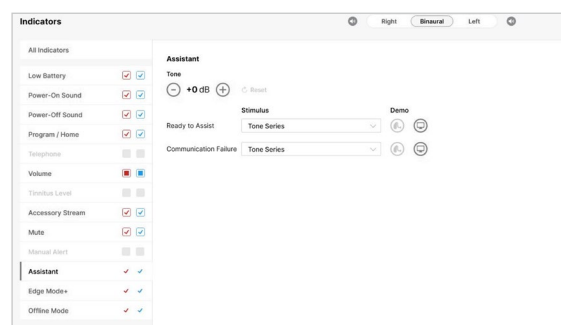 Indicators
Right Binaural Left
All Indicators
Low Battery
Power-On Sound
Power-Off Sound
Program / Home
Telephone
Volume
Tinnitus Level
Accessory Stream
Mute
Manual Alert
Assistant
Edge Mode+
Offline Mode
Assistant
Tone
+0 dB Reset
Stimulus Demo
Ready to Assist Tone Series
Communication Failure Tone Series